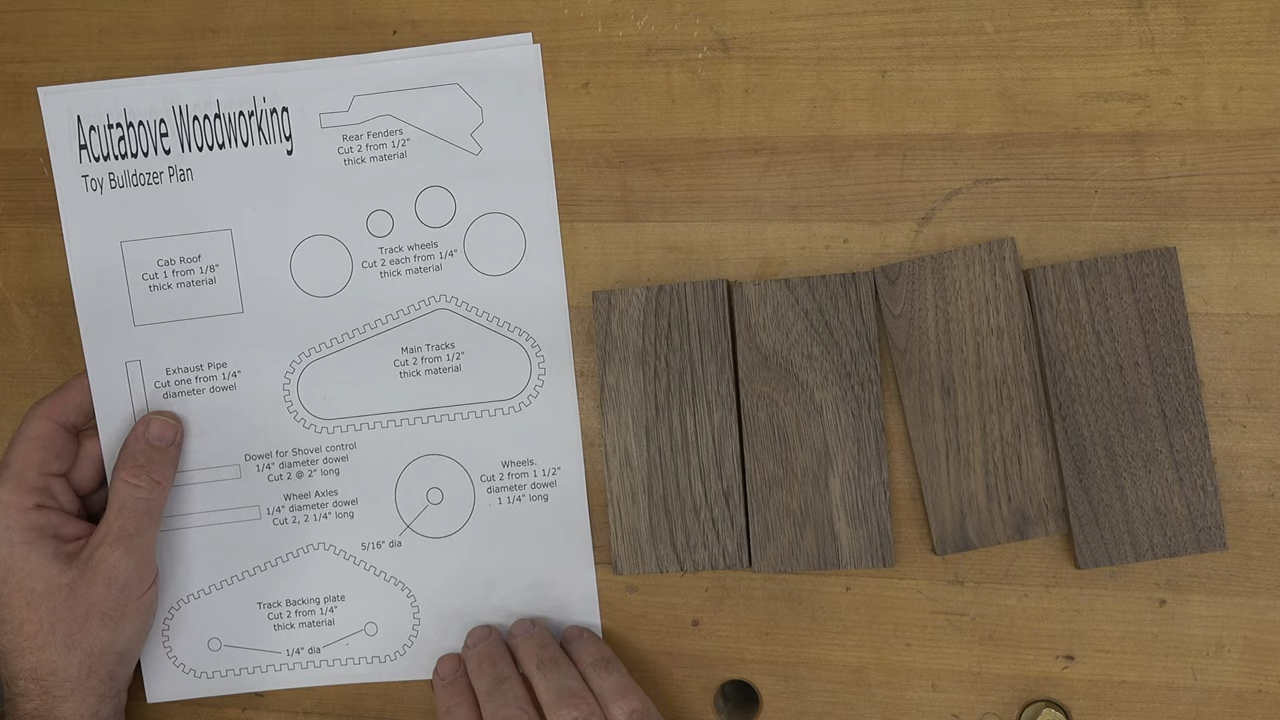 Acutabove Woodworking
Toy Bulldozer Plan
Rear Fenders
Cut 2 from 1/2"
thick material
Cab Roof
Cut 1 from 1/8"
thick material
Track wheels
Cut 2 each from 1/4"
thick material
Main Tracks
Cut 2 from 1/2"
thick material
Exhaust Pipe
Cut one from 1/4"
diameter dowel
Dowel for Shovel control
1/4" diameter dowel
Cut 2 @ 2" long
Wheel Axles
1/4" diameter dowel
Cut 2, 2 1/4" long
Wheels.
Cut 2 from 1 1/2"
diameter dowel
1 1/4" long
5/16" dia
Track Backing plate
Cut 2 from 1/4"
thick material
1/4" dia